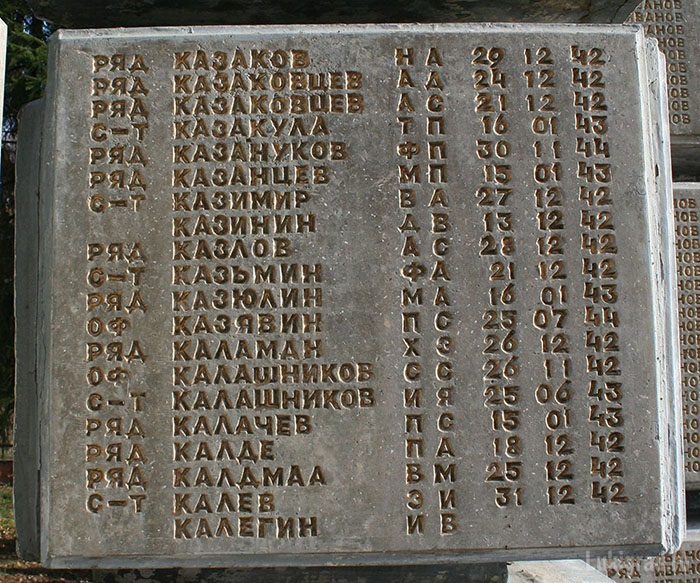 РЯД КАЗАКОВ Н А 29 12 42
РЯД КАЗАКОВЦЕВ А Д 24 12 42
РЯД КАЗАКОВЦЕВ А С 21 12 42
С-Т КАЗАКУЛА Т П 16 01 43
РЯД КАЗАНУКОВ Ф П 30 11 44
РЯД КАЗАНЦЕВ М П 15 01 43
С-Т КАЗИМИР В А 27 12 42
КАЗИНИН Д В 13 12 42
РЯД КАЗЛОВ А С 28 12 42
С-Т КАЗЬМИН Ф А 21 12 42
РЯД КАЗЮЛИН М А 16 01 43
ОФ КАЗЯВИН П С 25 07 44
РЯД КАЛАМАН Х Э 26 12 42
ОФ КАЛАШНИКОВ С С 26 11 42
С-Т КАЛАШНИКОВ И Я 25 06 43
РЯД КАЛАЧЕВ П С 15 01 43
РЯД КАЛДЕ П А 18 12 42
РЯД КАЛДМАА В М 25 12 42
С-Т КАЛЕВ Э И 31 12 42
КАЛЕГИН И В